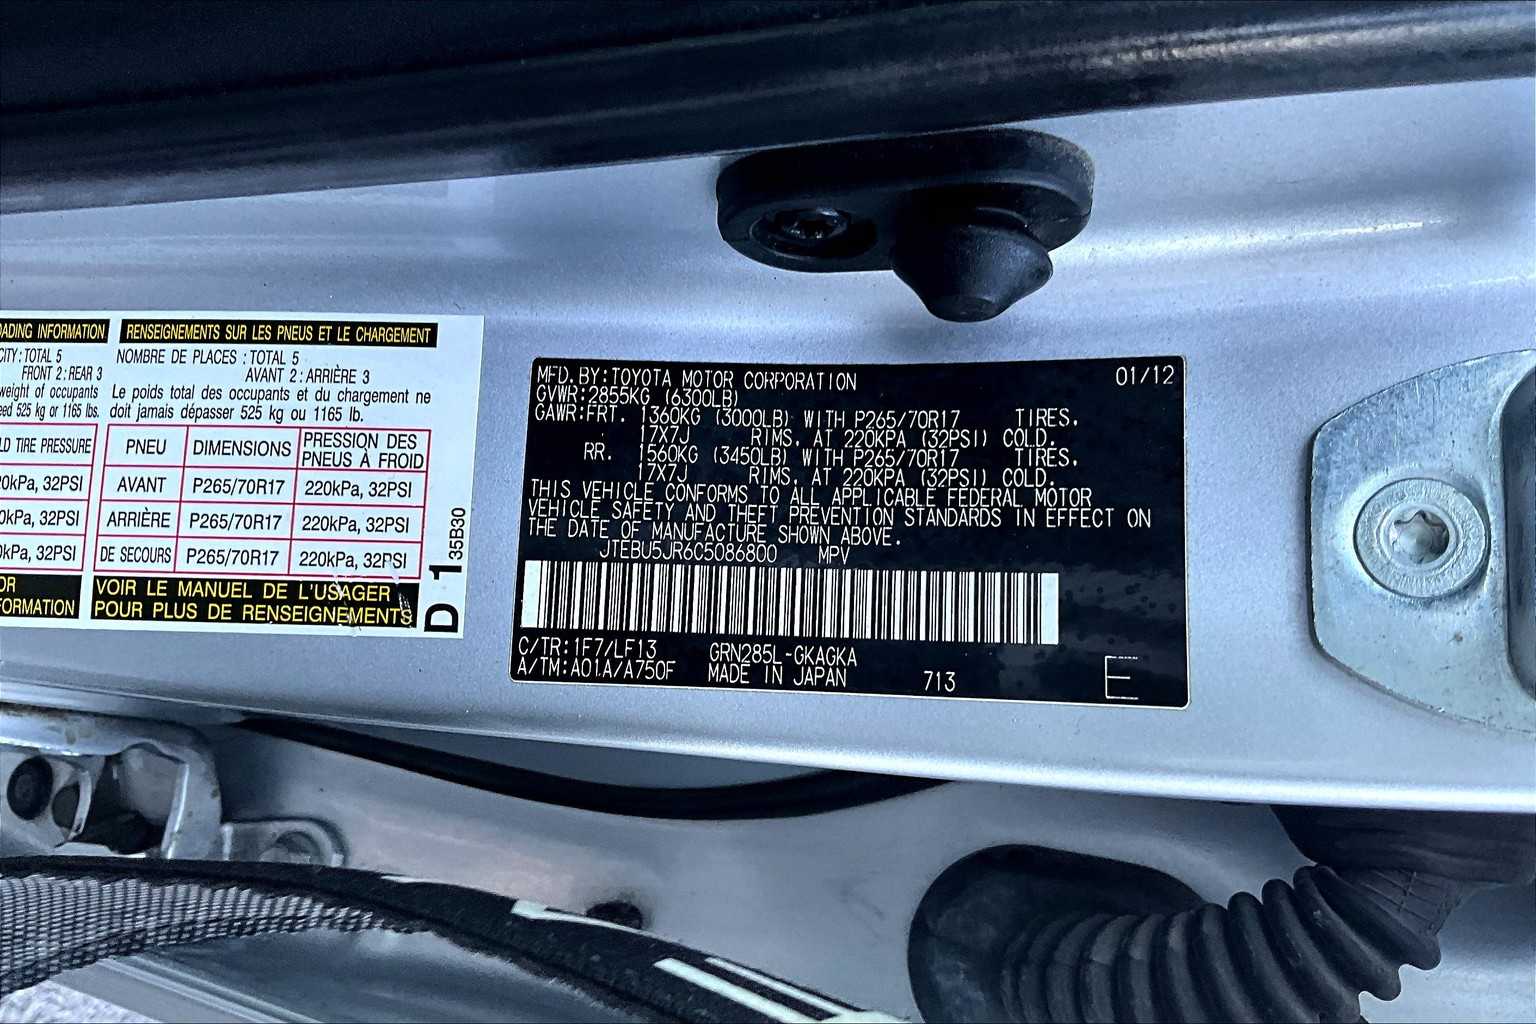 OADING INFORMATION
CITY: TOTAL 5
FRONT 2: REAR 3
weight of occupants
eed 525 kg or 1165 lbs.
LD TIRE PRESSURE
0kPa, 32PSI
0kPa, 32PSI
0kPa, 32PSI
OR
FORMATION
RENSEIGNEMENTS SUR LES PNEUS ET LE CHARGEMENT
NOMBRE DE PLACES : TOTAL 5
AVANT 2: ARRIÈRE 3
Le poids total des occupants et du chargement ne
doit jamais dépasser 525 kg ou 1165 lb.
PNEU DIMENSIONS PRESSION DES PNEUS À FROID
AVANT P265/70R17 220kPa, 32PSI
ARRIÈRE P265/70R17 220kPa, 32PSI
DE SECOURS P265/70R17 220kPa, 32PSI
VOIR LE MANUEL DE L'USAGER
POUR PLUS DE RENSEIGNEMENTS
D 1 35B30
MFD. BY: TOYOTA MOTOR CORPORATION 01/12
GVWR: 2855KG (6300LB)
GAWR: FRT. 1360KG (3000LB) WITH P265/70R17 TIRES.
17X7J RIMS. AT 220KPA (32PSI) COLD.
RR. 1560KG (3450LB) WITH P265/70R17 TIRES.
17X7J RIMS. AT 220KPA (32PSI) COLD.
THIS VEHICLE CONFORMS TO ALL APPLICABLE FEDERAL MOTOR
VEHICLE SAFETY AND THEFT PREVENTION STANDARDS IN EFFECT ON
THE DATE OF MANUFACTURE SHOWN ABOVE.
JTEBU5JR6C5086800 MPV
C/TR: 1F7/LF13 GRN285L-GKAGKA
A/TM: A01A/A750F MADE IN JAPAN 713 E